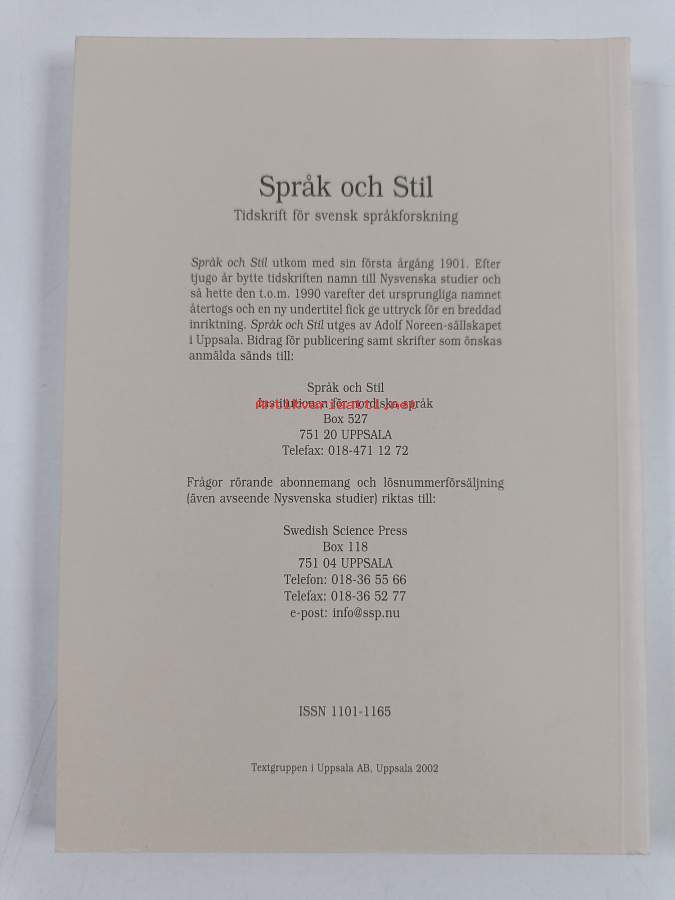 Språk och Stil
Tidskrift för svensk språkforskning
Språk och Stil utkom med sin första årgång 1901. Efter
tjugo år bytte tidskriften namn till Nysvenska studier och
så hette den t.o.m. 1990 varefter det ursprungliga namnet
återtogs och en ny undertitel fick ge uttryck för en breddad
inriktning. Språk och Stil utges av Adolf Noreen-sällskapet
i Uppsala. Bidrag för publicering samt skrifter som önskas
anmälda sänds till:
Språk och Stil
Institutionen för nordiska språk
Box 527
751 20 UPPSALA
Telefax: 018-471 12 72
Frågor rörande abonnemang och lösnummerförsäljning
(även avseende Nysvenska studier) riktas till:
Swedish Science Press
Box 118
751 04 UPPSALA
Telefon: 018-36 55 66
Telefax: 018-36 52 77
e-post: info@ssp.nu
ISSN 1101-1165
Textgruppen i Uppsala AB, Uppsala 2002